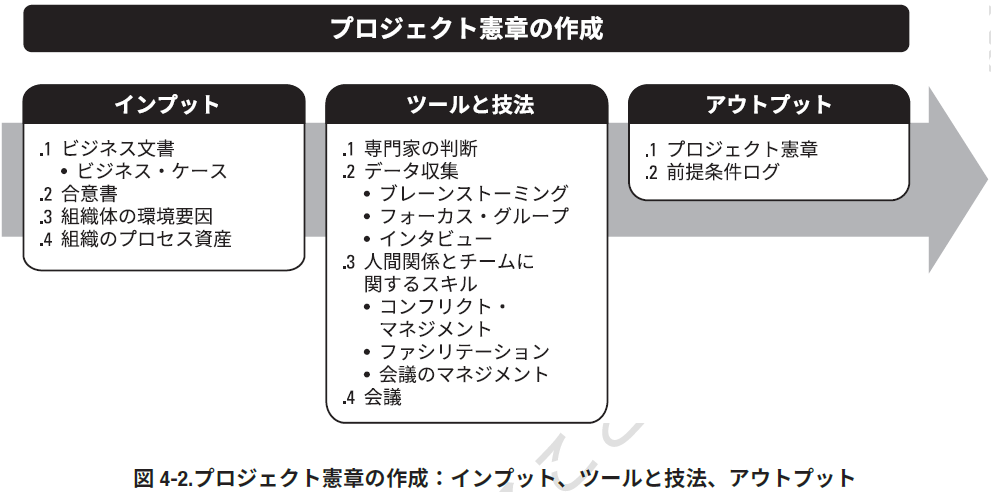 プロジェクト憲章の作成
インプット
.1 ビジネス文書
• ビジネス・ケース
.2 合意書
.3 組織体の環境要因
.4 組織のプロセス資産
ツールと技法
.1 専門家の判断
.2 データ収集
• ブレーンストーミング
• フォーカス・グループ
• インタビュー
.3 人間関係とチームに
関するスキル
• コンフリクト・
マネジメント
• ファシリテーション
• 会議のマネジメント
.4 会議
アウトプット
.1 プロジェクト憲章
.2 前提条件ログ
図 4-2.プロジェクト憲章の作成：インプット、ツールと技法、アウトプット